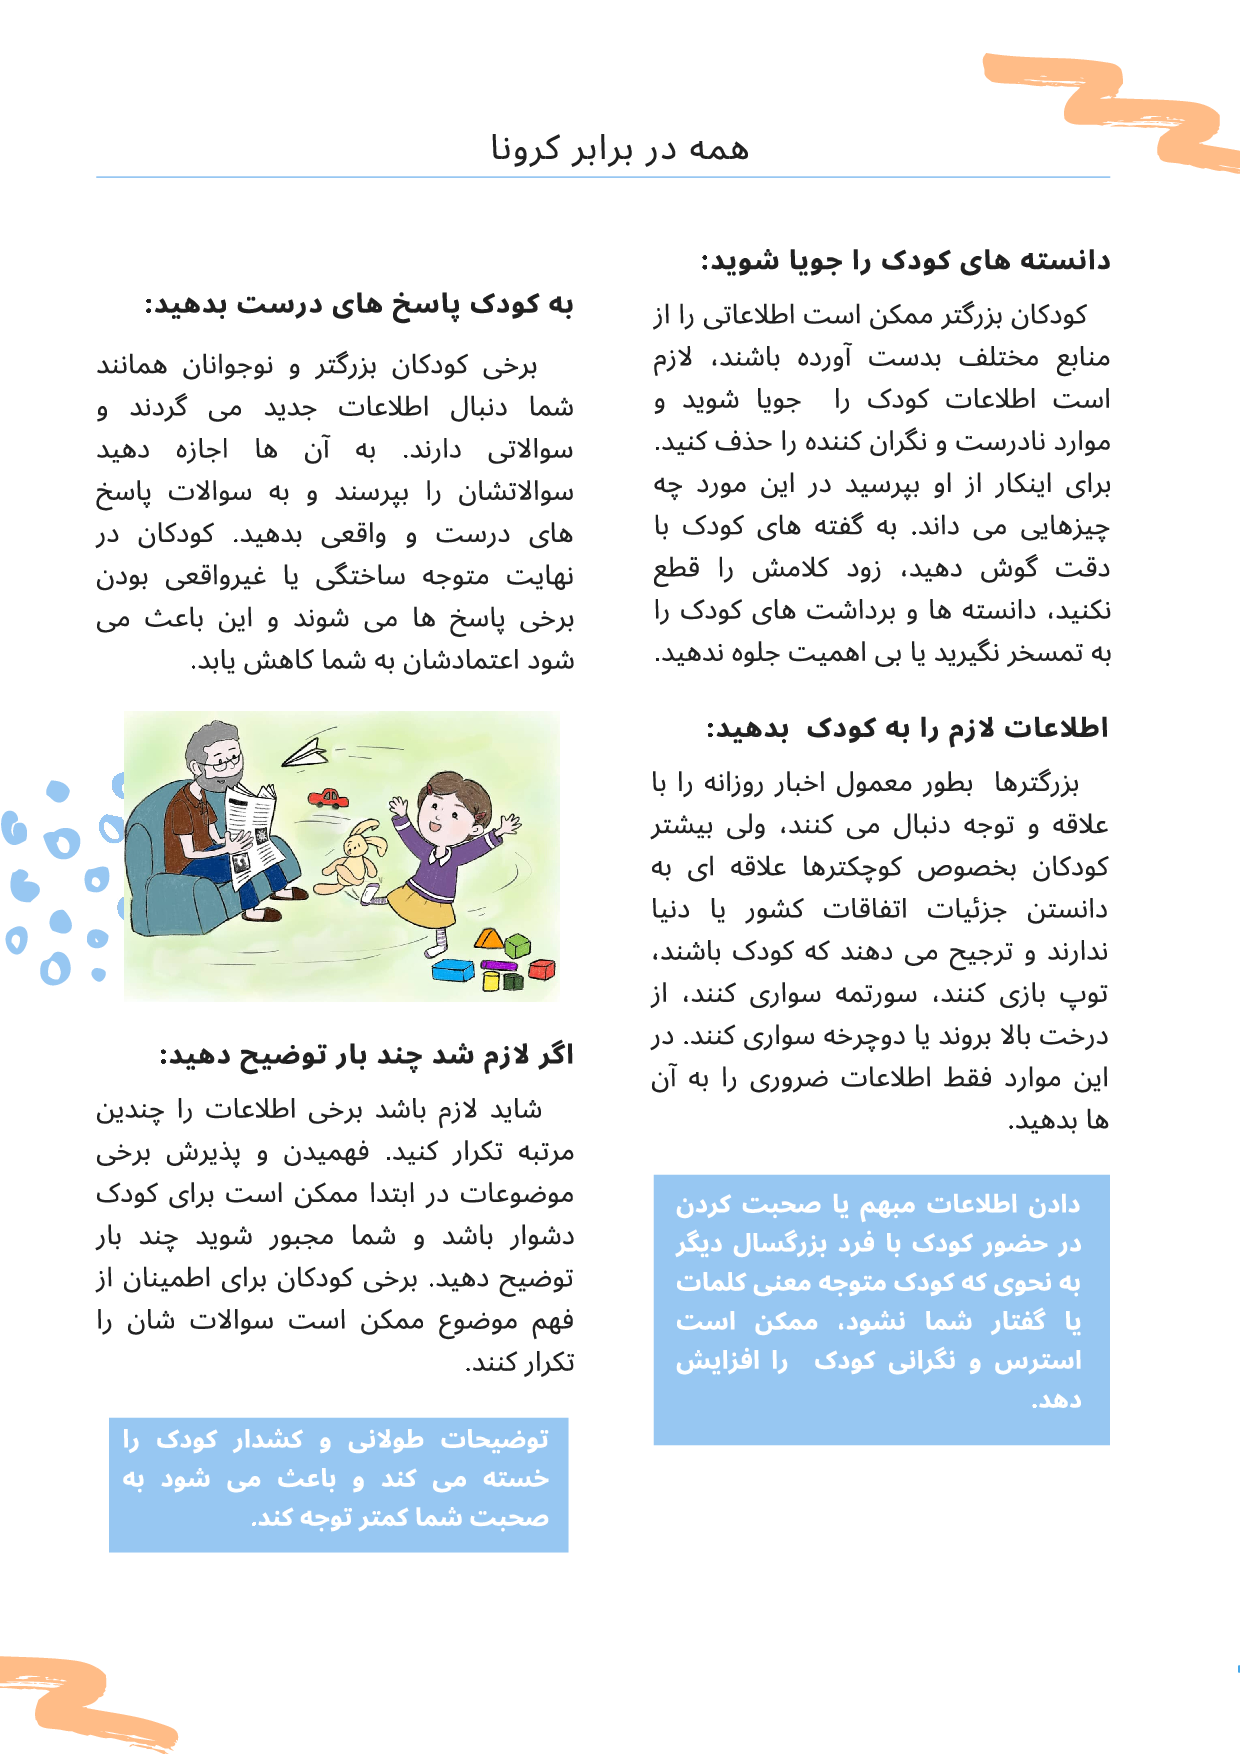 همه در برابر کرونا
دانسته های کودک را جویا شوید:
کودکان بزرگتر ممکن است اطلاعاتی را از
منابع مختلف بدست آورده باشند، لازم
است اطلاعات کودک را جویا شوید و
موارد نادرست و نگران کننده را حذف کنید.
برای اینکار از او بپرسید در این مورد چه
چیزهایی می داند. به گفته های کودک با
دقت گوش دهید، زود کلامش را قطع
نکنید، دانسته ها و برداشت های کودک را
به تمسخر نگیرید یا بی اهمیت جلوه ندهید.
اطلاعات لازم را به کودک بدهید:
بزرگترها بطور معمول اخبار روزانه را با
علاقه و توجه دنبال می کنند، ولی بیشتر
کودکان بخصوص کوچکترها علاقه ای به
دانستن جزئیات اتفاقات کشور یا دنیا
ندارند و ترجیح می دهند که کودک باشند،
توپ بازی کنند، سورتمه سواری کنند، از
درخت بالا بروند یا دوچرخه سواری کنند. در
این موارد فقط اطلاعات ضروری را به آن
ها بدهید.
دادن اطلاعات مبهم یا صحبت کردن
در حضور کودک با فرد بزرگسال دیگر
به نحوی که کودک متوجه معنی کلمات
یا گفتار شما نشود، ممکن است
استرس و نگرانی کودک را افزایش
دهد.
به کودک پاسخ های درست بدهید:
برخی کودکان بزرگتر و نوجوانان همانند
شما دنبال اطلاعات جدید می گردند و
سوالاتی دارند. به آن ها اجازه دهید
سوالاتشان را بپرسند و به سوالات پاسخ
های درست و واقعی بدهید. کودکان در
نهایت متوجه ساختگی یا غیرواقعی بودن
برخی پاسخ ها می شوند و این باعث می
شود اعتمادشان به شما کاهش یابد.
اگر لازم شد چند بار توضیح دهید:
شاید لازم باشد برخی اطلاعات را چندین
مرتبه تکرار کنید. فهمیدن و پذیرش برخی
موضوعات در ابتدا ممکن است برای کودک
دشوار باشد و شما مجبور شوید چند بار
توضیح دهید. برخی کودکان برای اطمینان از
فهم موضوع ممکن است سوالات شان را
تکرار کنند.
توضیحات طولانی و کشدار کودک را
خسته می کند و باعث می شود به
صحبت شما کمتر توجه کند.